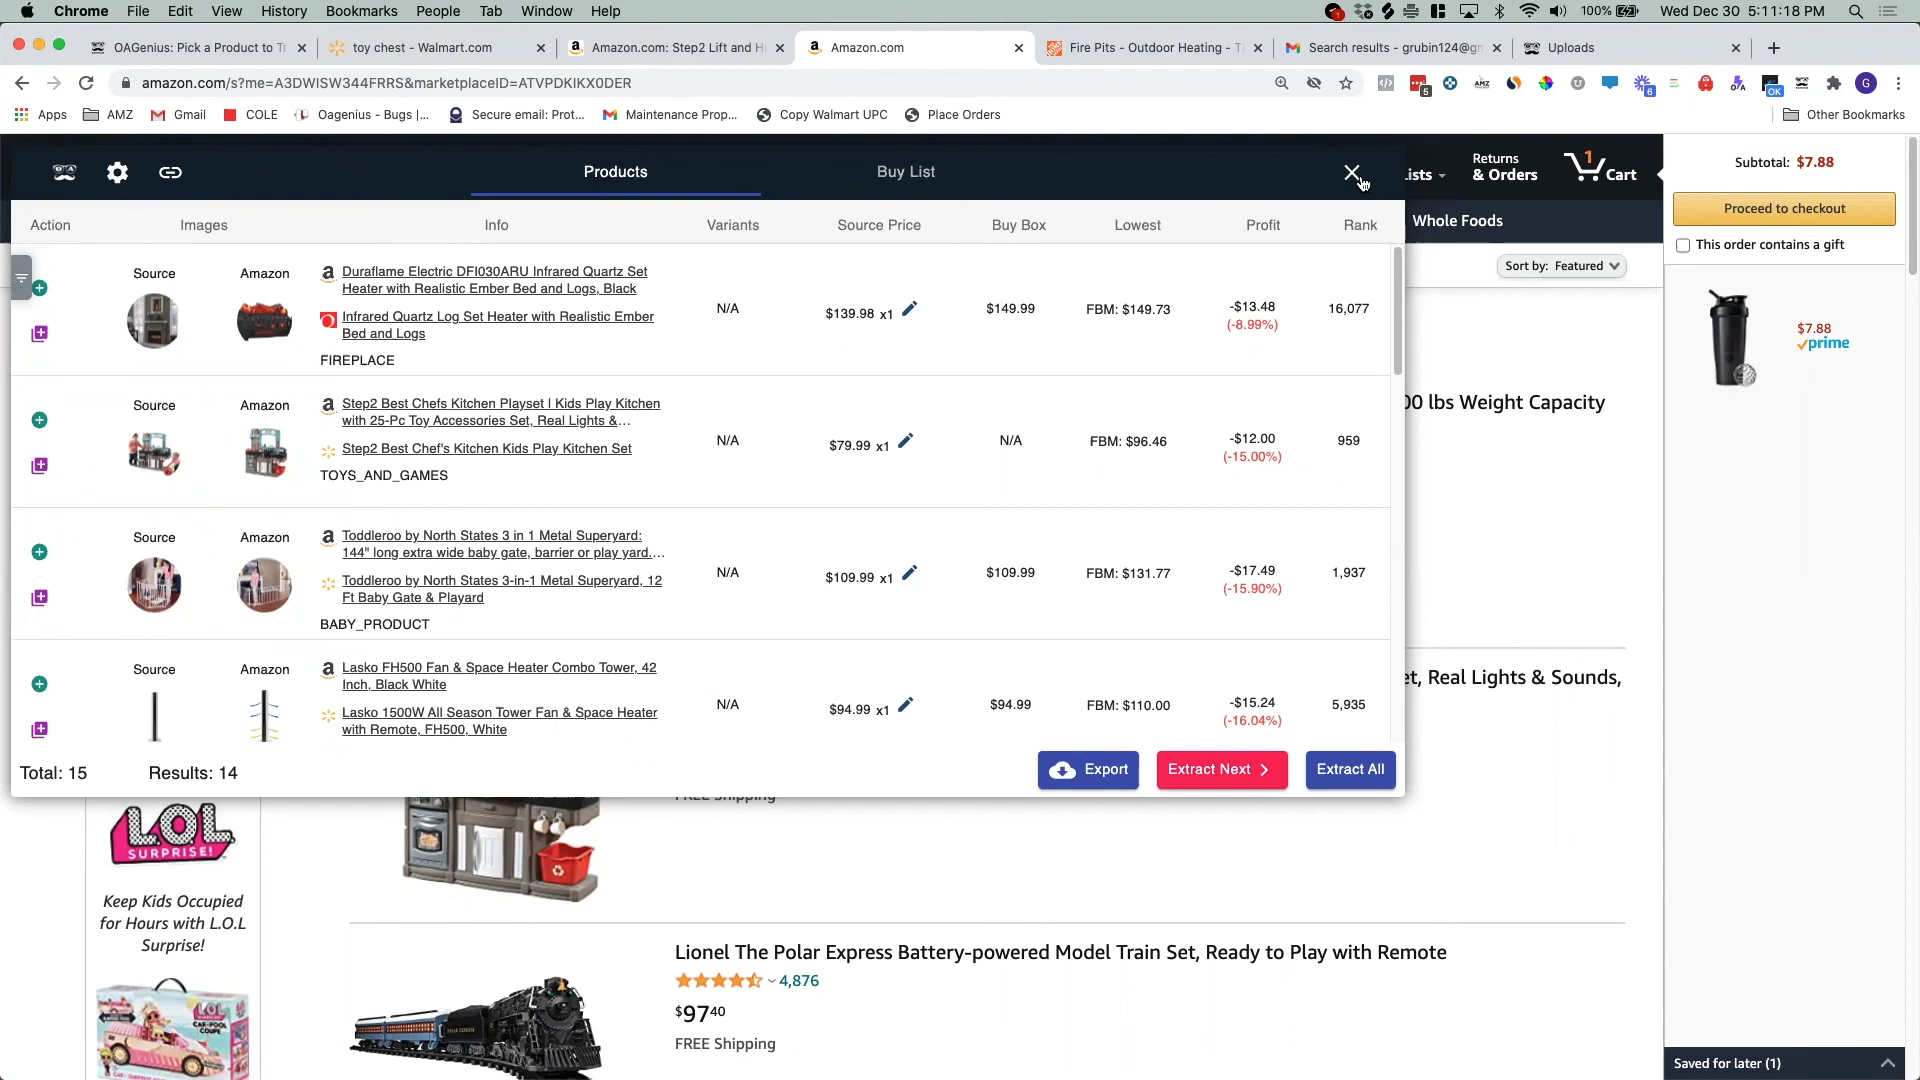 Chrome File Edit View History Bookmarks People Tab Window Help
100% Wed Dec 30 5:11:18 PM
OAGenius: Pick a Product to Tr
toy chest - Walmart.com
Amazon.com: Step2 Lift and Hi
Amazon.com
Fire Pits - Outdoor Heating - T
Search results - grubin124@gm
Uploads
amazon.com/s?me=A3DWISW344FRRS&marketplaceID=ATVPDKIKX0DER
Apps
AMZ
Gmail
COLE
Oagenius - Bugs |...
Secure email: Prot...
Maintenance Prop...
Copy Walmart UPC
Place Orders
Other Bookmarks
Products
Buy List
Returns
& Orders
1
Cart
Whole Foods
Sort by: Featured
Subtotal: $7.88
Proceed to checkout
This order contains a gift
$7.88
prime
Saved for later (1)
Action Images Info Variants Source Price Buy Box Lowest Profit Rank
Source Amazon
Duraflame Electric DFI030ARU Infrared Quartz Set
Heater with Realistic Ember Bed and Logs, Black
Infrared Quartz Log Set Heater with Realistic Ember
Bed and Logs
FIREPLACE
N/A $139.98 x1 $149.99 FBM: $149.73 -$13.48 16,077
(-8.99%)
Source Amazon
Step2 Best Chefs Kitchen Playset | Kids Play Kitchen
with 25-Pc Toy Accessories Set, Real Lights &...
Step2 Best Chef's Kitchen Kids Play Kitchen Set
TOYS_AND_GAMES
N/A $79.99 x1 N/A FBM: $96.46 -$12.00 959
(-15.00%)
Source Amazon
Toddleroo by North States 3 in 1 Metal Superyard:
144" long extra wide baby gate, barrier or play yard....
Toddleroo by North States 3-in-1 Metal Superyard, 12
Ft Baby Gate & Playard
BABY_PRODUCT
N/A $109.99 x1 $109.99 FBM: $131.77 -$17.49 1,937
(-15.90%)
Source Amazon
Lasko FH500 Fan & Space Heater Combo Tower, 42
Inch, Black White
Lasko 1500W All Season Tower Fan & Space Heater
with Remote, FH500, White
N/A $94.99 x1 $94.99 FBM: $110.00 -$15.24 5,935
(-16.04%)
Total: 15 Results: 14
Export
Extract Next
Extract All
00 lbs Weight Capacity
et, Real Lights & Sounds,
FREE Shipping
L.O.L
SURPRISE!
Keep Kids Occupied
for Hours with L.O.L
Surprise!
Lionel The Polar Express Battery-powered Model Train Set, Ready to Play with Remote
4,876
$97 40
FREE Shipping